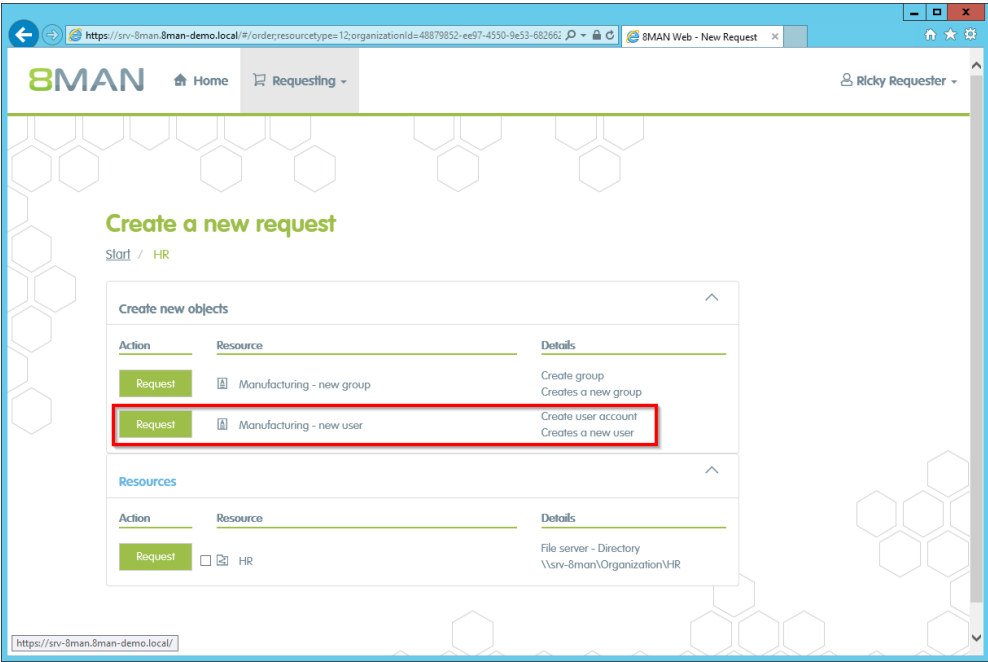 https://srv-8man.8man-demo.local/#/order;resourcetype=12;organizationId=48879852-ee97-4550-9e53-682662
8MAN Web - New Request
8MAN
Home
Requesting
Ricky Requester
Create a new request
Start / HR
Create new objects
Action Resource Details
Request Manufacturing - new group Create group
Creates a new group
Request Manufacturing - new user Create user account
Creates a new user
Resources
Action Resource Details
Request HR File server - Directory
\\srv-8man\Organization\HR
https://srv-8man.8man-demo.local/